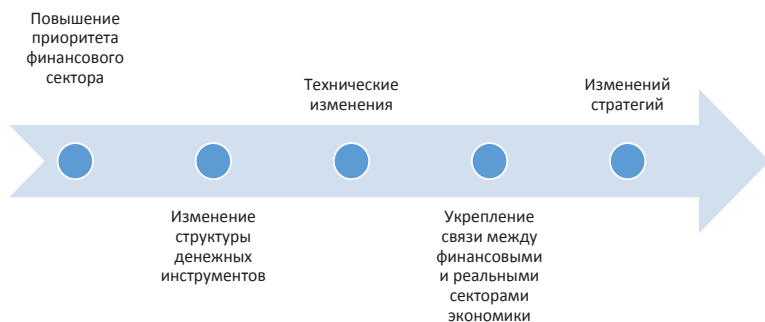 Повышение
приоритета
финансового
сектора
Изменение
структуры
денежных
инструментов
Технические
изменения
Укрепление
связи между
финансовыми
и реальными
секторами
экономики
Изменений
стратегий